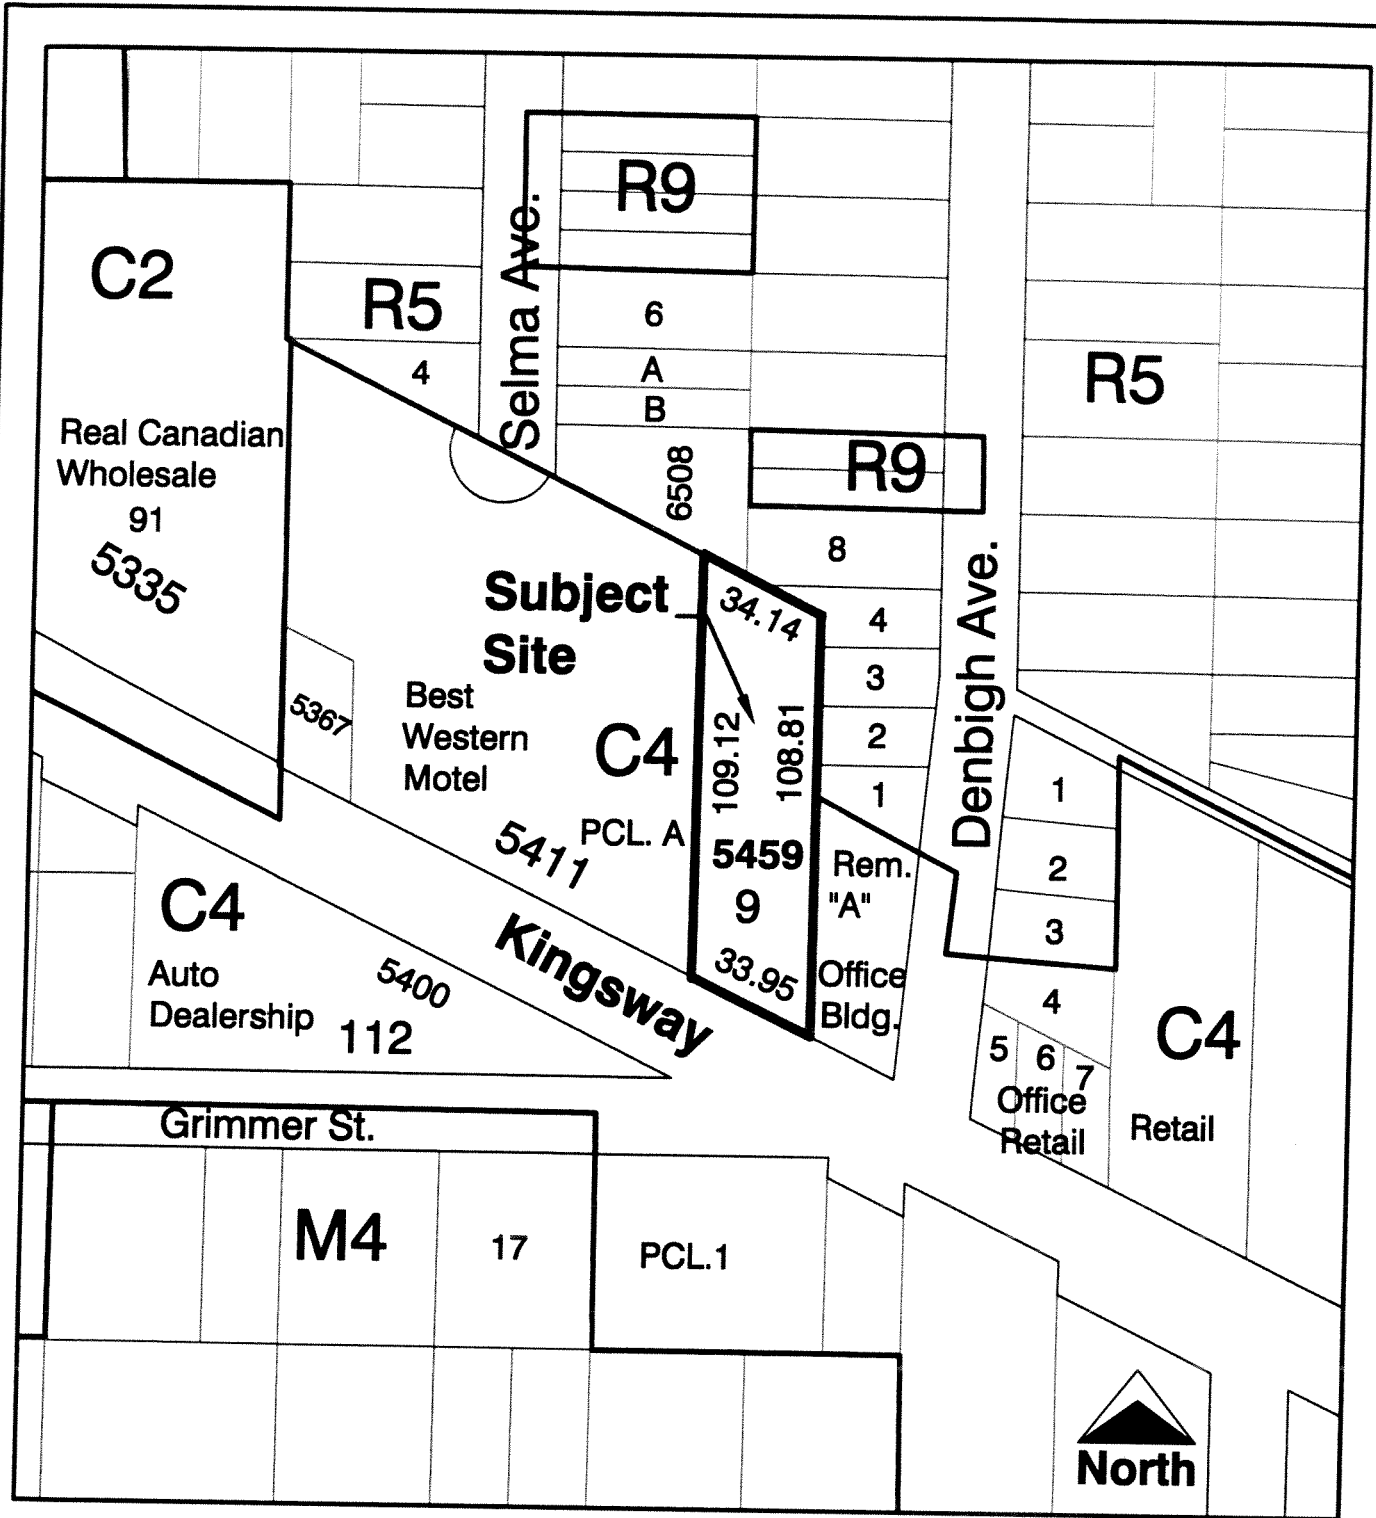 R9
Selma Ave.
C2
R5
6
4
A
B
R5
Real Canadian
Wholesale
91
5335
6508
R9
8
Subject
Site
34.14
4
3
2
1
Denbigh Ave.
5367
Best
Western
Motel
C4
109.12
108.81
PCL. A
5411
5459
9
33.95
Rem.
"A"
Office
Bldg.
1
2
3
4
5
6
7
Office
Retail
C4
Retail
C4
Auto
Dealership
5400
112
Kingsway
Grimmer St.
M4
17
PCL.1
North